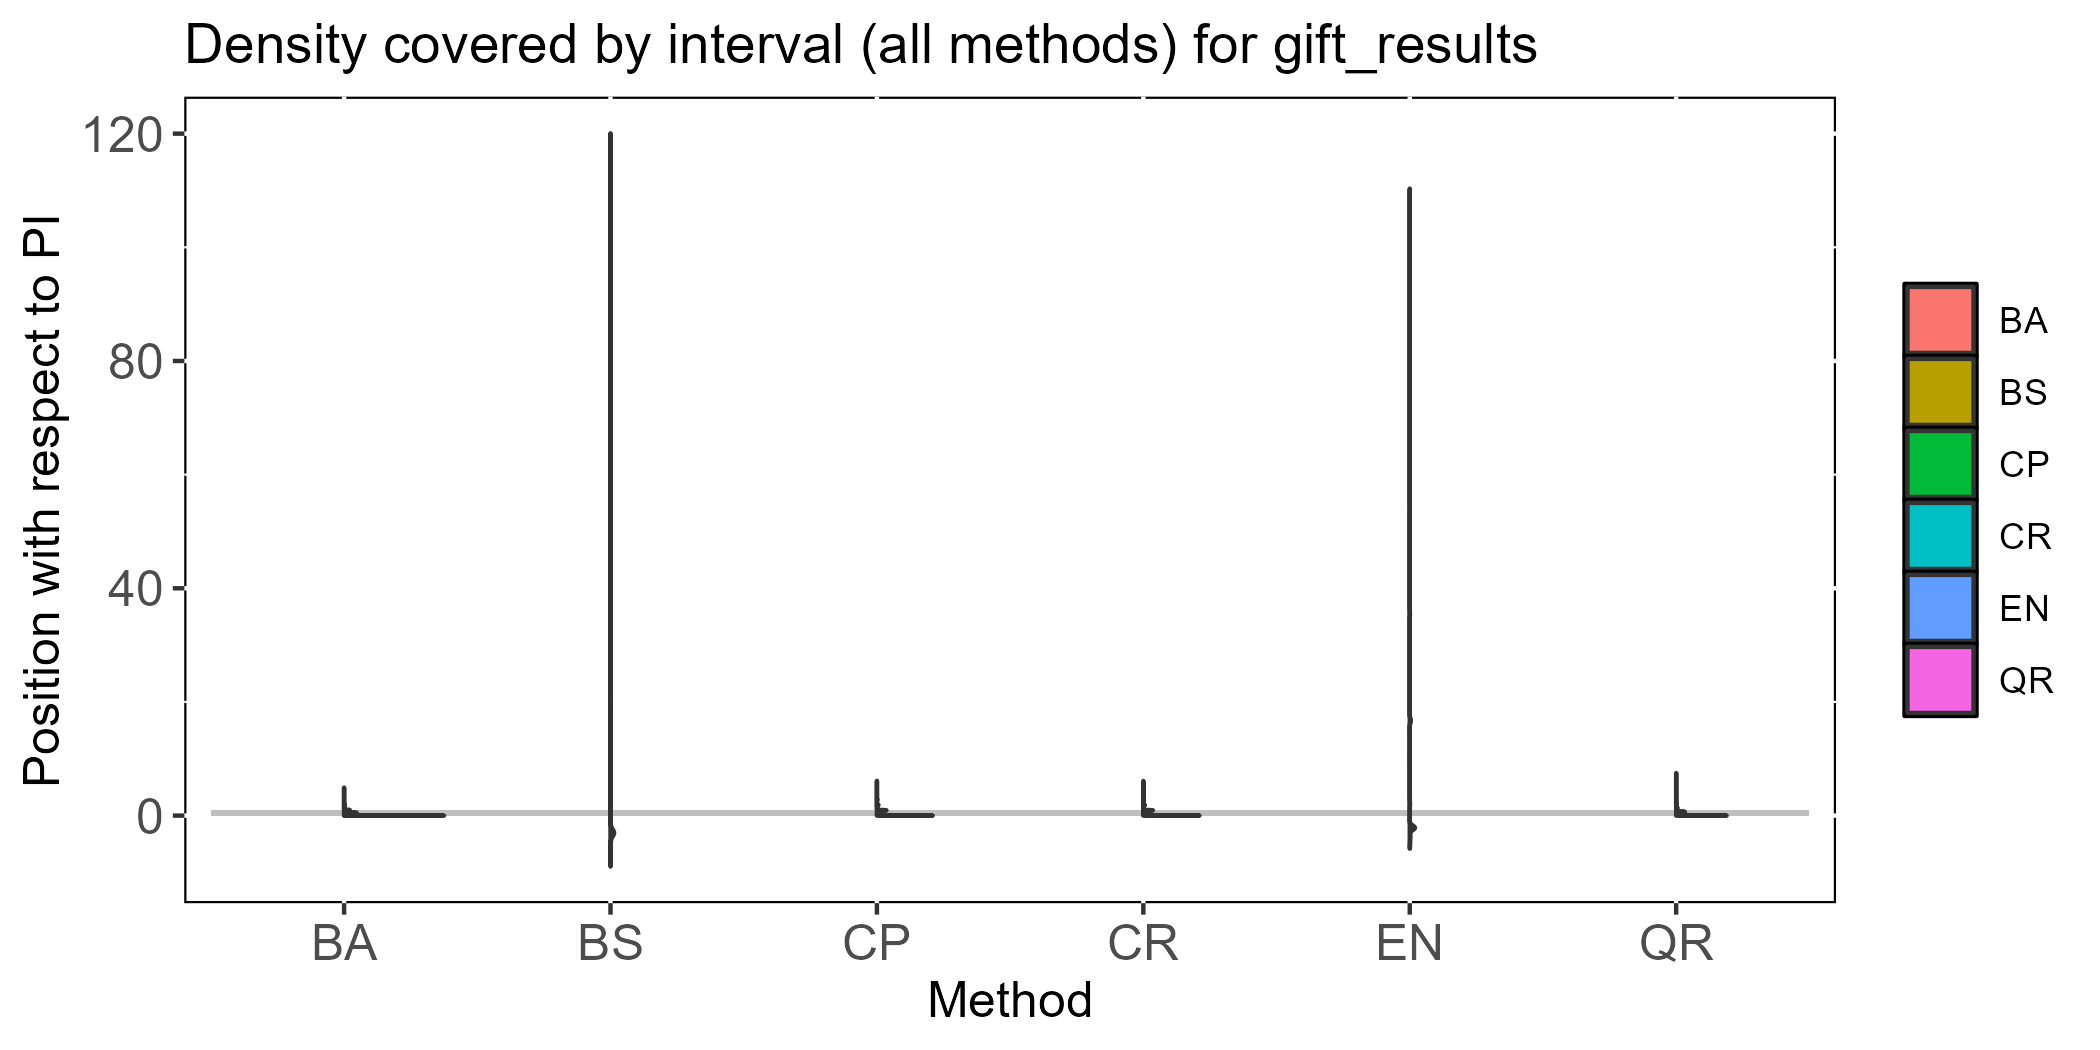 Density covered by interval (all methods) for gift_results
Position with respect to PI
120
80
40
0
BA
BS
CP
CR
EN
QR
Method
BA
BS
CP
CR
EN
QR